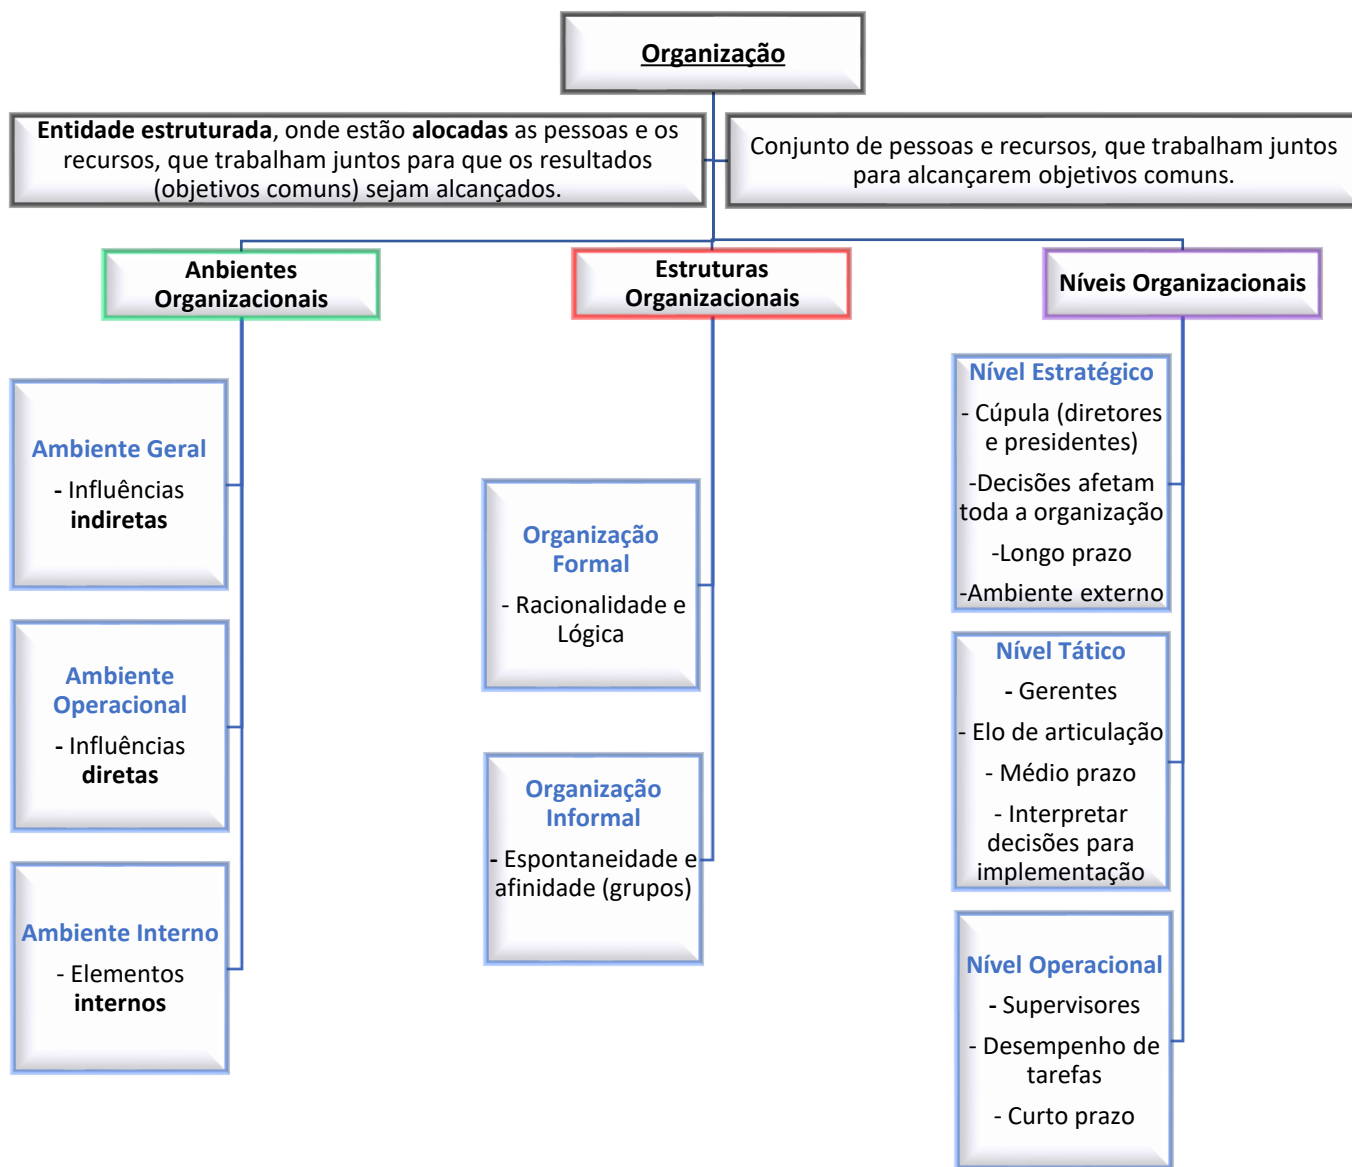 Organização
Entidade estruturada, onde estão alocadas as pessoas e os
recursos, que trabalham juntos para que os resultados
(objetivos comuns) sejam alcançados.
Conjunto de pessoas e recursos, que trabalham juntos
para alcançarem objetivos comuns.
Anbientes
Organizacionais
Ambiente Geral
- Influências
indiretas
Ambiente
Operacional
- Influências
diretas
Ambiente Interno
- Elementos
internos
Estruturas
Organizacionais
Organização
Formal
- Racionalidade e
Lógica
Organização
Informal
- Espontaneidade e
afinidade (grupos)
Níveis Organizacionais
Nível Estratégico
- Cúpula (diretores
e presidentes)
-Decisões afetam
toda a organização
-Longo prazo
-Ambiente externo
Nível Tático
- Gerentes
- Elo de articulação
- Médio prazo
- Interpretar
decisões para
implementação
Nível Operacional
- Supervisores
- Desempenho de
tarefas
- Curto prazo